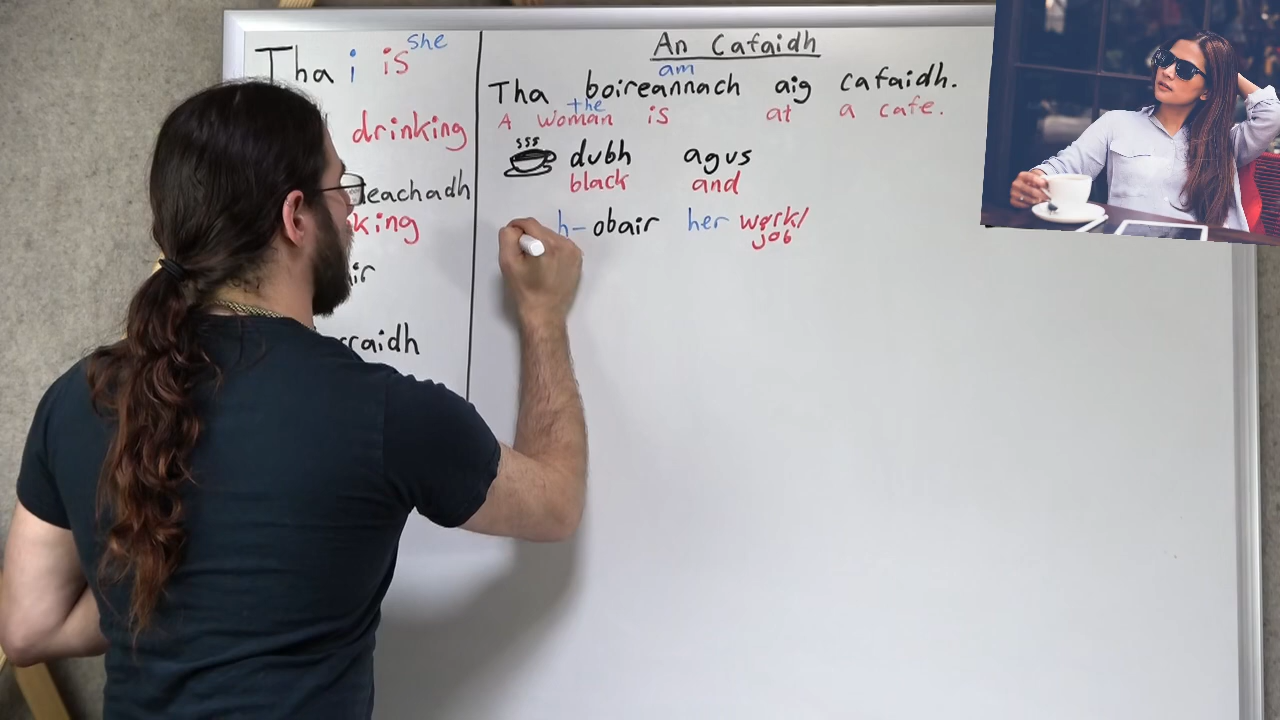 Tha i is she
drinking
eachadh
king
ir
rraidh
An Cafaidh
am
Tha boireannach aig cafaidh.
the
A woman is at a cafe.
dubh agus
black and
h- obair her work/
job